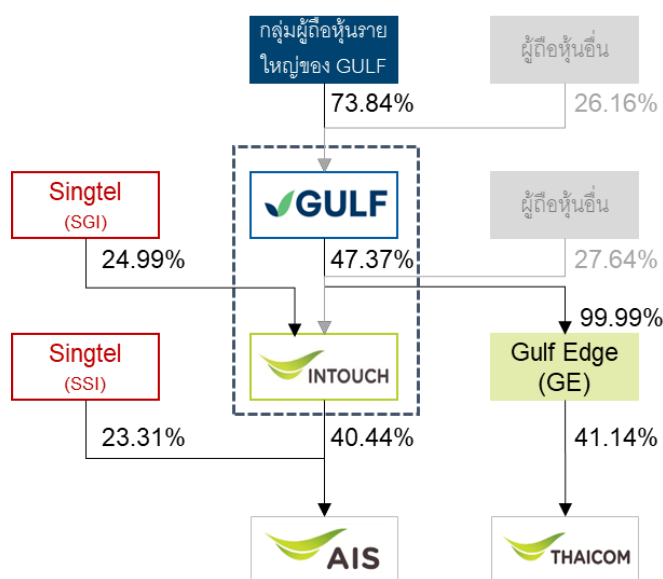 กลุ่มผู้ถือหุ้นราย
ใหญ่ของ GULF
ผู้ถือหุ้นอื่น
73.84%
26.16%
Singtel
(SGI)
GULF
ผู้ถือหุ้นอื่น
24.99%
47.37%
27.64%
99.99%
Singtel
(SSI)
INTOUCH
Gulf Edge
(GE)
23.31%
40.44%
41.14%
AIS
THAICOM